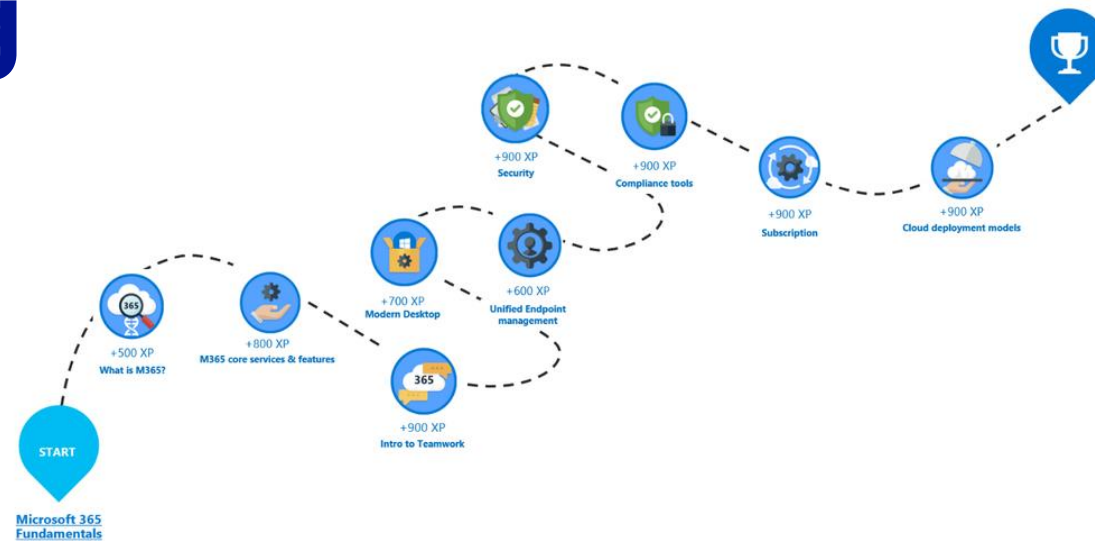 START
Microsoft 365
Fundamentals
365
+500 XP
What is M365?
+800 XP
M365 core services & features
365
+900 XP
Intro to Teamwork
+700 XP
Modern Desktop
+600 XP
Unified Endpoint
management
+900 XP
Security
+900 XP
Compliance tools
+900 XP
Subscription
+900 XP
Cloud deployment models